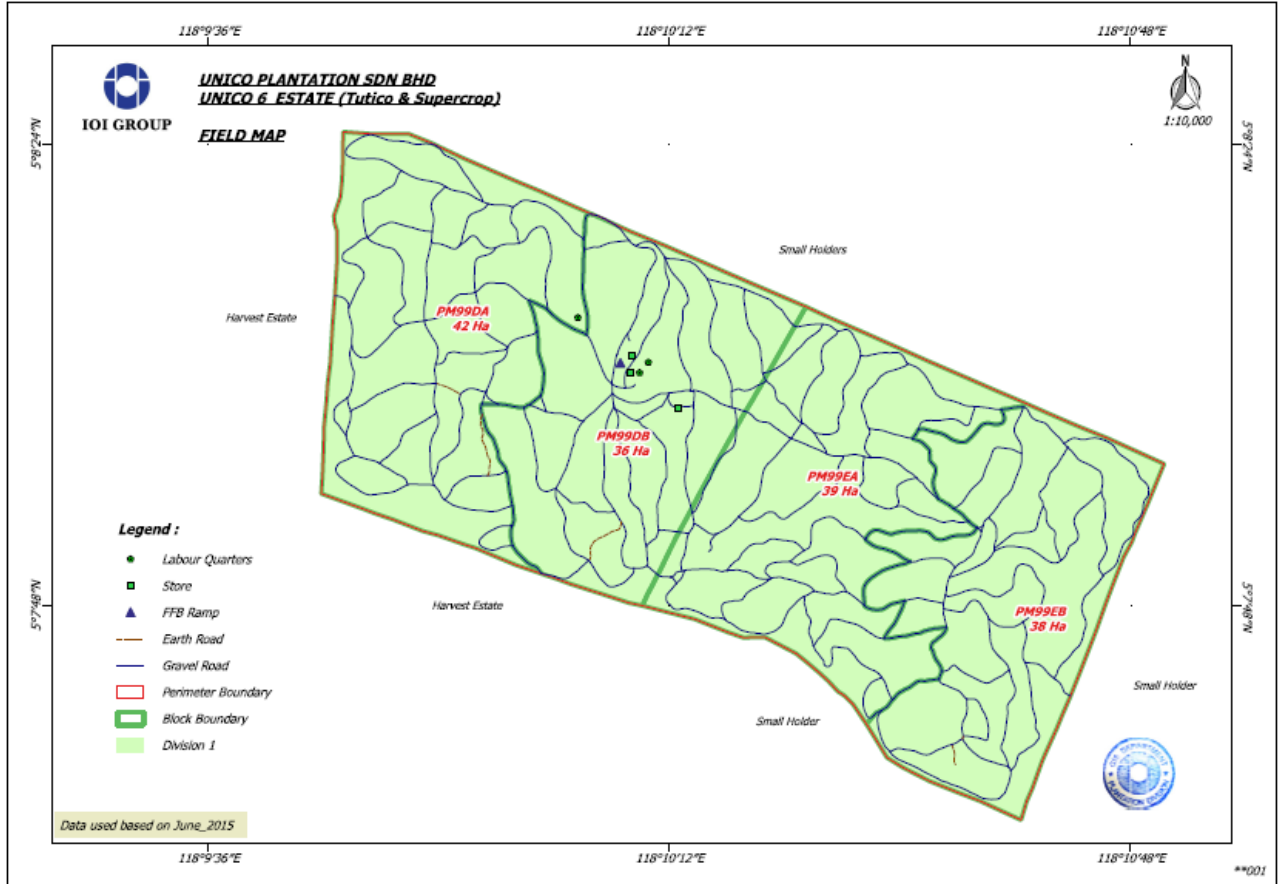 118°9'36"E
118°10'12"E
118°10'48"E
UNICO PLANTATION SDN BHD
UNICO 6 ESTATE (Tutico & Supercrop)
FIELD MAP
IOI GROUP
N
1:10,000
5°8'24"N
5°8'24"N
Small Holders
Harvest Estate
PM99DA
42 Ha
PM99DB
36 Ha
PM99EA
39 Ha
PM99EB
38 Ha
Harvest Estate
Small Holder
Small Holder
5°7'48"N
5°7'48"N
Legend :
Labour Quarters
Store
FFB Ramp
Earth Road
Gravel Road
Perimeter Boundary
Block Boundary
Division 1
GIS DEPARTMENT
PLANTATION DIVISION
Data used based on June_2015
118°9'36"E
118°10'12"E
118°10'48"E
**001